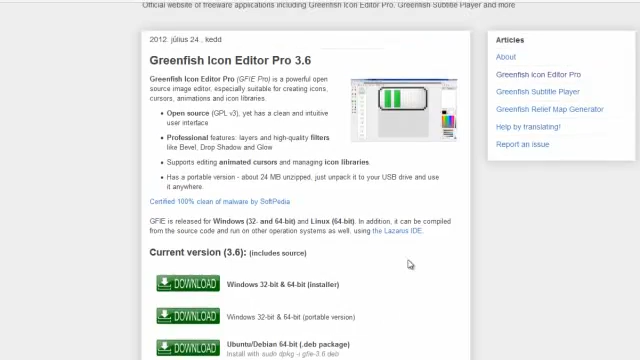 Official website of freeware applications including Greenfish Icon Editor Pro, Greenfish Subtitle Player and more
2012. július 24., kedd
Greenfish Icon Editor Pro 3.6
Greenfish Icon Editor Pro (GFIE Pro) is a powerful open
source image editor, especially suitable for creating icons,
cursors, animations and icon libraries.
• Open source (GPL v3), yet has a clean and intuitive
user interface
• Professional features: layers and high-quality filters
like Bevel, Drop Shadow and Glow
• Supports editing animated cursors and managing icon libraries
• Has a portable version - about 24 MB unzipped, just unpack it to your USB drive and use
it anywhere.
Certified 100% clean of malware by SoftPedia
GFIE is released for Windows (32- and 64-bit) and Linux (64-bit). In addition, it can be compiled
from the source code and run on other operation systems as well, using the Lazarus IDE.
Current version (3.6): (includes source)
DOWNLOAD Windows 32-bit & 64-bit (installer)
DOWNLOAD Windows 32-bit & 64-bit (portable version)
DOWNLOAD Ubuntu/Debian 64-bit (.deb package)
Install with sudo dpkg -i gfie-3.6.deb
Articles
About
Greenfish Icon Editor Pro
Greenfish Subtitle Player
Greenfish Relief Map Generator
Help by translating!
Report an issue